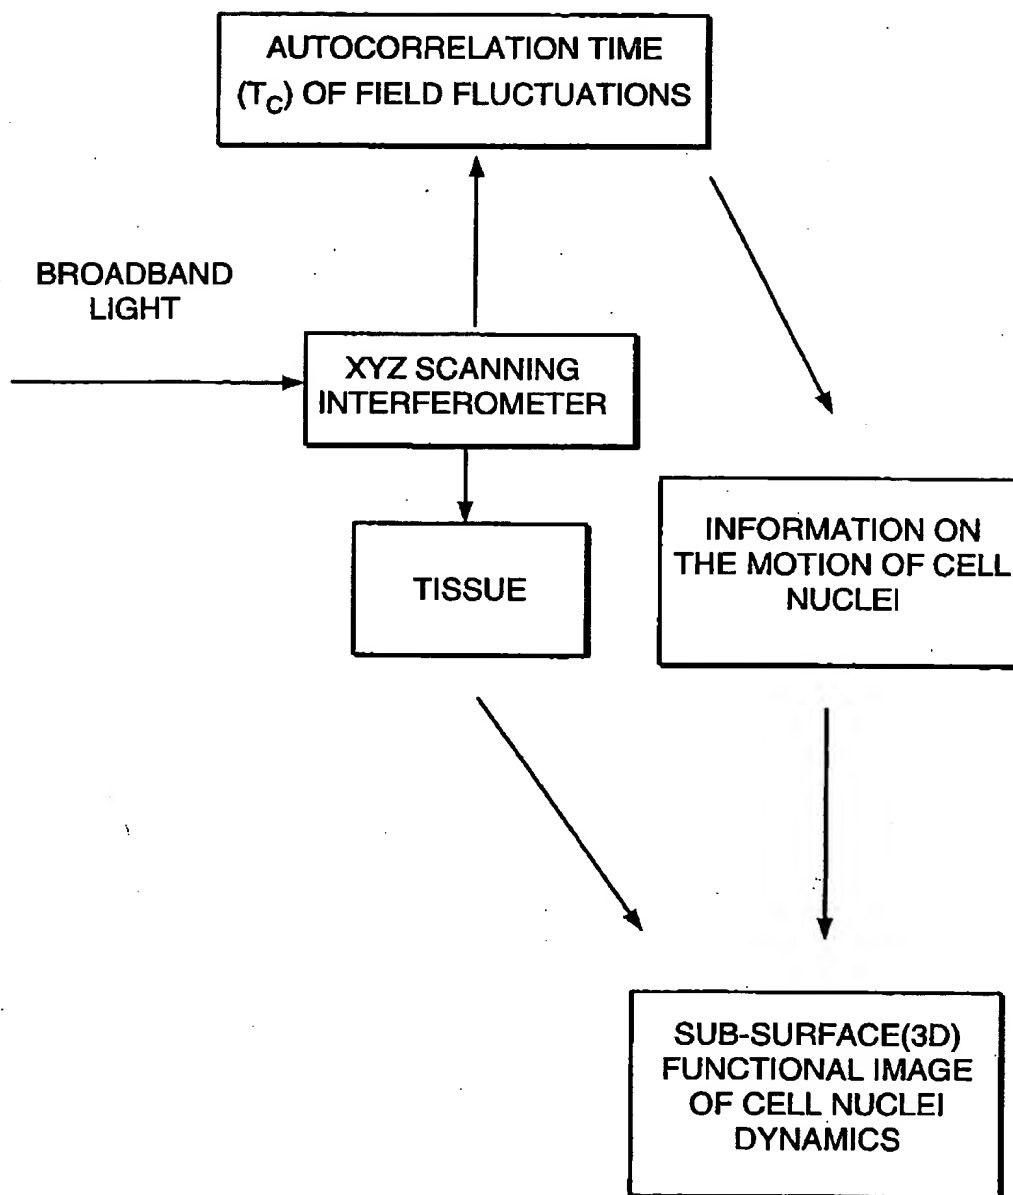 AUTOCORRELATION TIME
(TC) OF FIELD FLUCTUATIONS
BROADBAND
LIGHT
XYZ SCANNING
INTERFEROMETER
TISSUE
INFORMATION ON
THE MOTION OF CELL
NUCLEI
SUB-SURFACE(3D)
FUNCTIONAL IMAGE
OF CELL NUCLEI
DYNAMICS